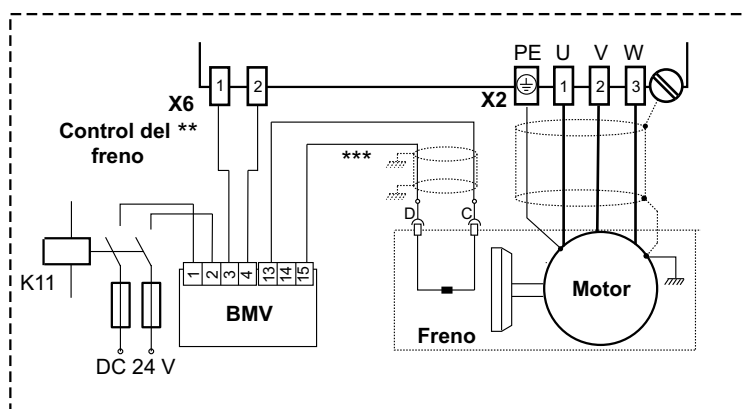 PE U V W
X6 1 2
X2 1 2 3
Control del **
freno
***
D C
K11
1 2 3 4 13 14 15
BMV
Motor
Freno
DC 24 V